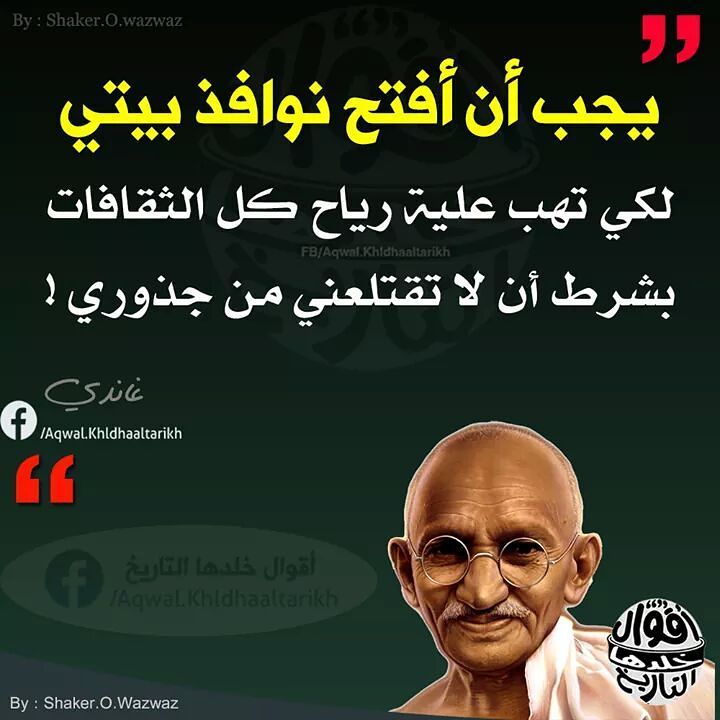 By : Shaker.O.wazwaz
يجب أن أفتح نوافذ بيتي
لكي تهب علية رياح كل الثقافات
FB/Aqwal.Khldhaaltarikh
بشرط أن لا تقتلعني من جذوري !
غاندي
/Aqwal.Khldhaaltarikh
أقوال خلدها التاريخ
/Aqwal.Khldhaaltarikh
أقوال
خلدها
التاريخ
By : Shaker.O.Wazwaz